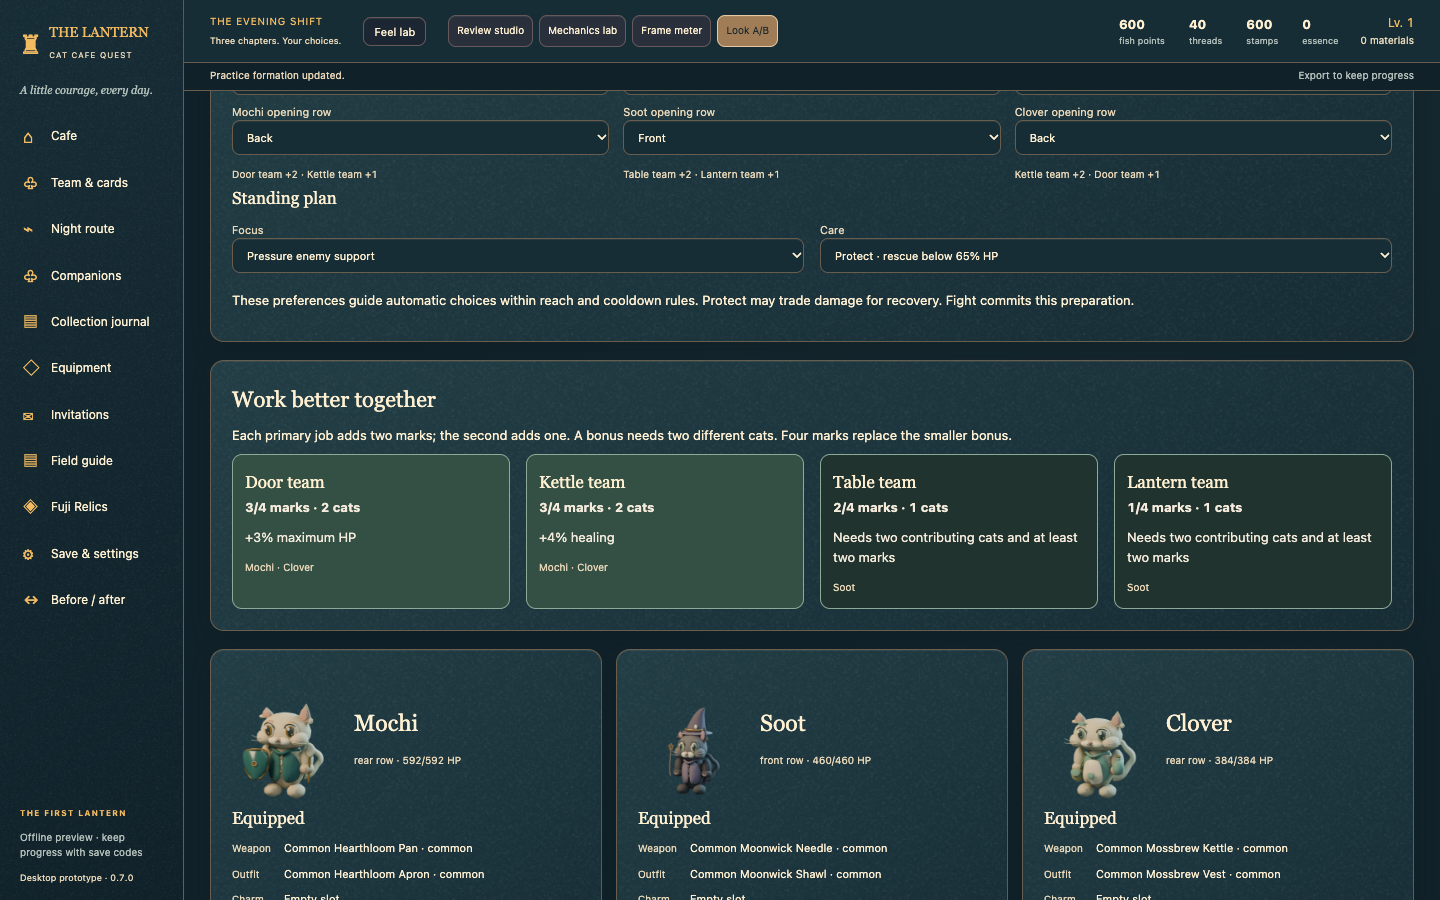 THE LANTERN
CAT CAFE QUEST
A little courage, every day.
Cafe
Team & cards
Night route
Companions
Collection journal
Equipment
Invitations
Field guide
Fuji Relics
Save & settings
Before / after
THE FIRST LANTERN
Offline preview · keep
progress with save codes
Desktop prototype · 0.7.0
THE EVENING SHIFT
Three chapters. Your choices.
Feel lab
Review studio
Mechanics lab
Frame meter
Look A/B
600
fish points
40
threads
600
stamps
0
essence
Lv. 1
0 materials
Practice formation updated.
Export to keep progress
Mochi opening row
Back
Door team +2 · Kettle team +1
Soot opening row
Front
Table team +2 · Lantern team +1
Clover opening row
Back
Kettle team +2 · Door team +1
Standing plan
Focus
Pressure enemy support
Care
Protect · rescue below 65% HP
These preferences guide automatic choices within reach and cooldown rules. Protect may trade damage for recovery. Fight commits this preparation.
Work better together
Each primary job adds two marks; the second adds one. A bonus needs two different cats. Four marks replace the smaller bonus.
Door team
3/4 marks · 2 cats
+3% maximum HP
Mochi · Clover
Kettle team
3/4 marks · 2 cats
+4% healing
Mochi · Clover
Table team
2/4 marks · 1 cats
Needs two contributing cats and at least
two marks
Soot
Lantern team
1/4 marks · 1 cats
Needs two contributing cats and at least
two marks
Soot
Mochi
rear row · 592/592 HP
Equipped
Weapon Common Hearthloom Pan · common
Outfit Common Hearthloom Apron · common
Charm Empty slot
Soot
front row · 460/460 HP
Equipped
Weapon Common Moonwick Needle · common
Outfit Common Moonwick Shawl · common
Charm Empty slot
Clover
rear row · 384/384 HP
Equipped
Weapon Common Mossbrew Kettle · common
Outfit Common Mossbrew Vest · common
Charm Empty slot